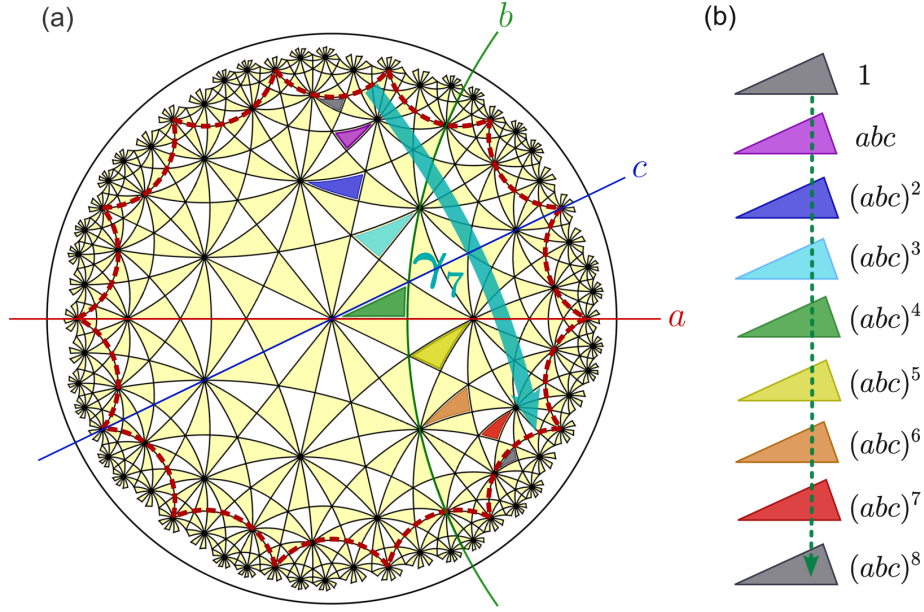 (a)
b
(b)
1
abc
c
(abc)²
(abc)³
γ₇
a
(abc)⁴
(abc)⁵
(abc)⁶
(abc)⁷
(abc)⁸